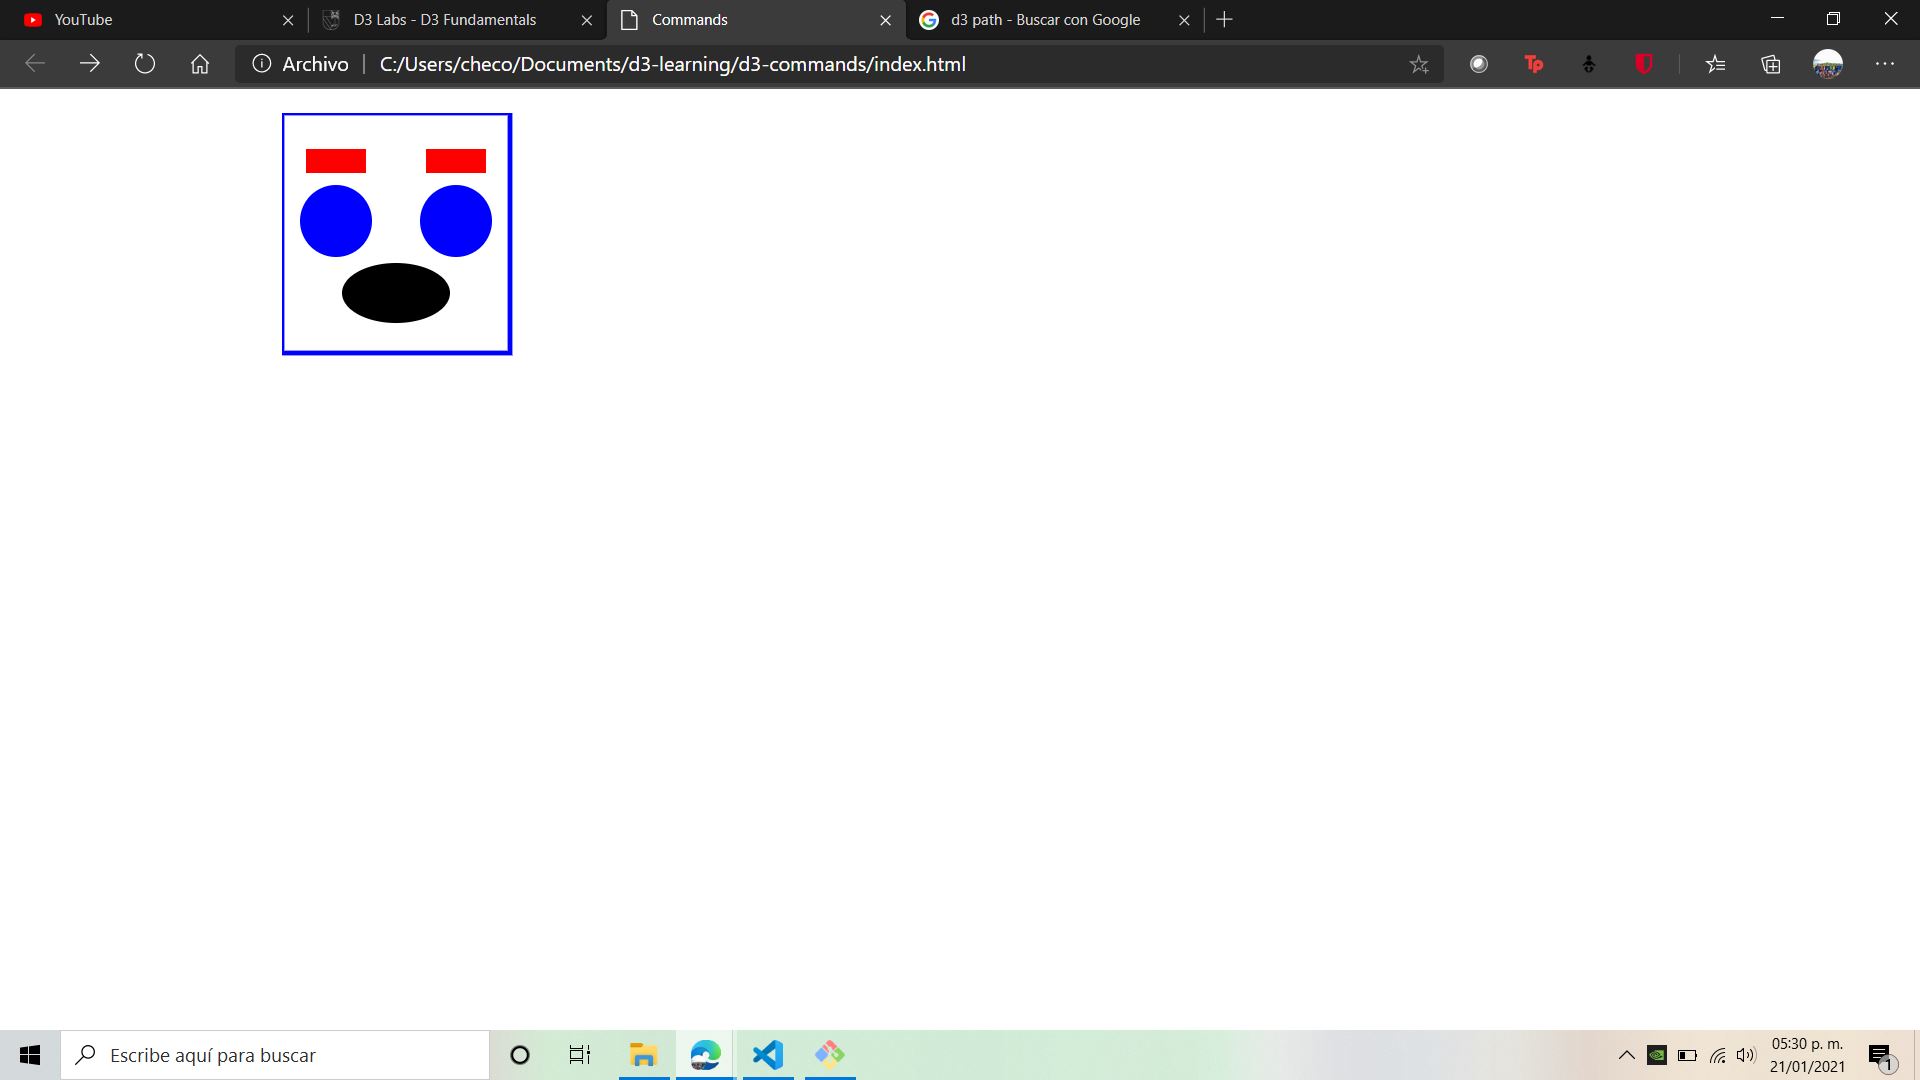 YouTube
D3 Labs - D3 Fundamentals
Commands
d3 path - Buscar con Google
Archivo
C:/Users/checo/Documents/d3-learning/d3-commands/index.html
Tp
Escribe aquí para buscar
05:30 p. m.
21/01/2021
1